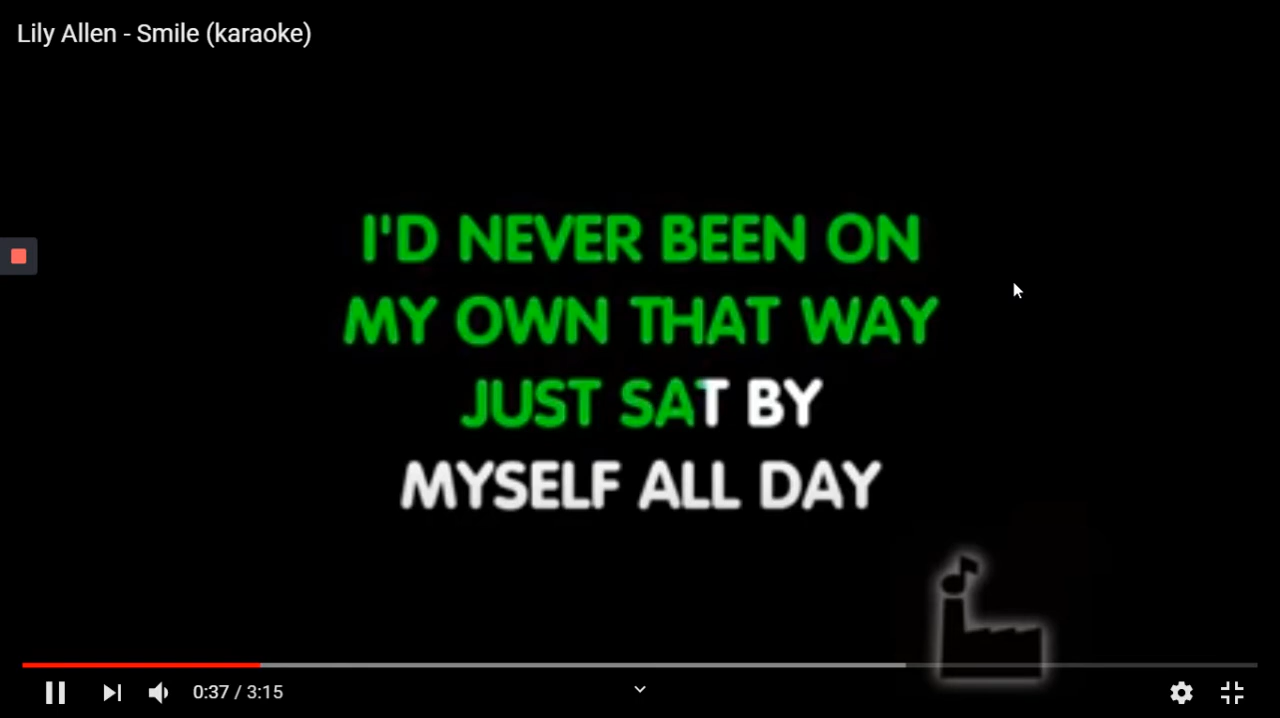 Lily Allen - Smile (karaoke)
I'D NEVER BEEN ON
MY OWN THAT WAY
JUST SAT BY
MYSELF ALL DAY
0:37 / 3:15